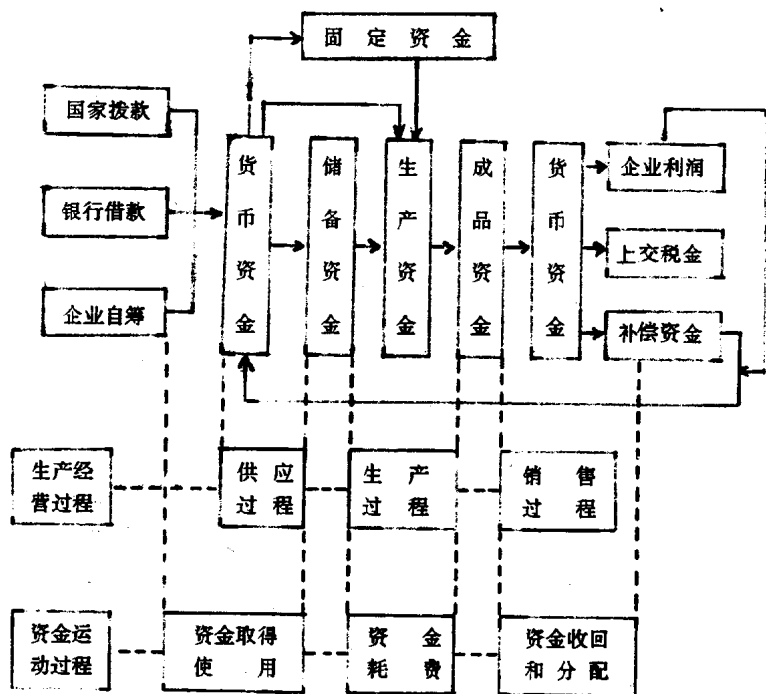 固定资金
国家拨款
银行借款
企业自筹
货币资金
储备资金
生产资金
成品资金
货币资金
企业利润
上交税金
补偿资金
生产经
营过程
供应
过程
生产
过程
销售
过程
资金运
动过程
资金取得
使用
资金
耗费
资金收回
和分配